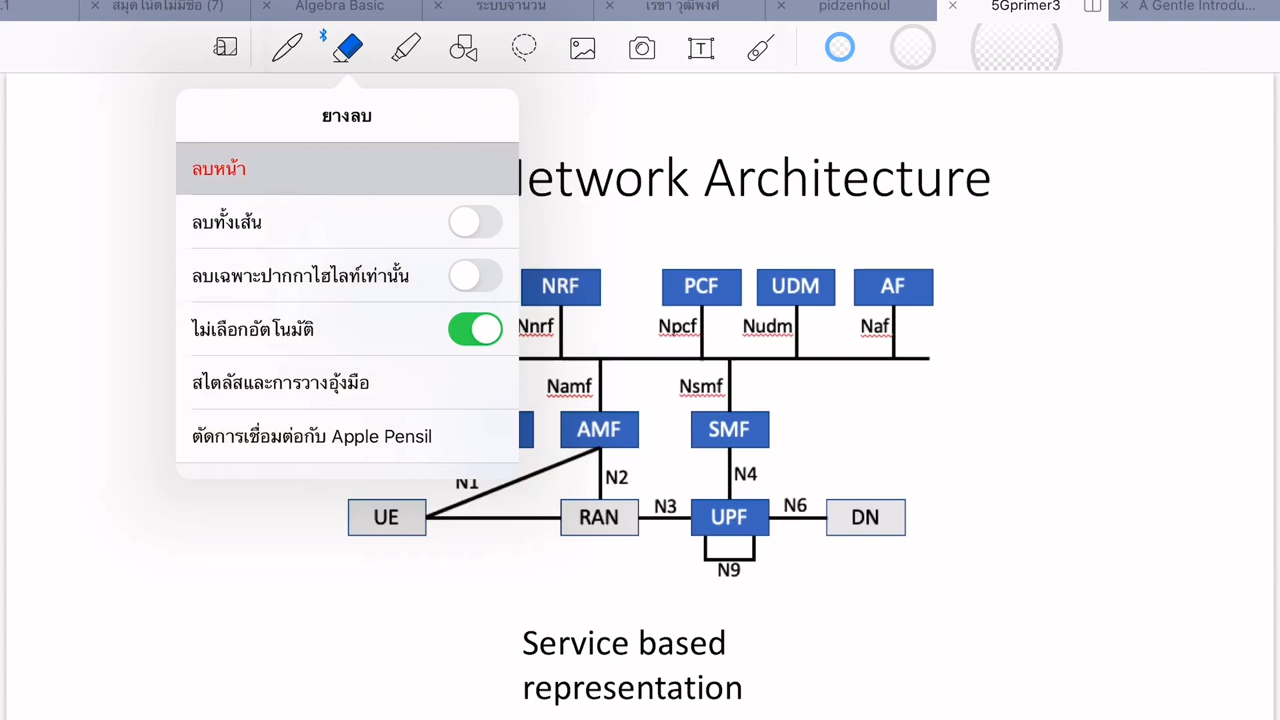 .1
สมุดโน้ตไม่มีชื่อ (7)
Algebra Basic
ระบบจำนวน
เรขา วุฒิพงศ์
pidzenhoul
5Gprimer3
A Gentle Introdu...
ยางลบ
ลบหน้า
ลบทั้งเส้น
ลบเฉพาะปากกาไฮไลท์เท่านั้น
ไม่เลือกอัตโนมัติ
สไตลัสและการวางอุ้งมือ
ตัดการเชื่อมต่อกับ Apple Pensil
Network Architecture
NRF
PCF
UDM
AF
Nnrf
Npcf
Nudm
Naf
Namf
Nsmf
AMF
SMF
N1
N2
N4
UE
RAN
N3
UPF
N6
DN
N9
Service based
representation